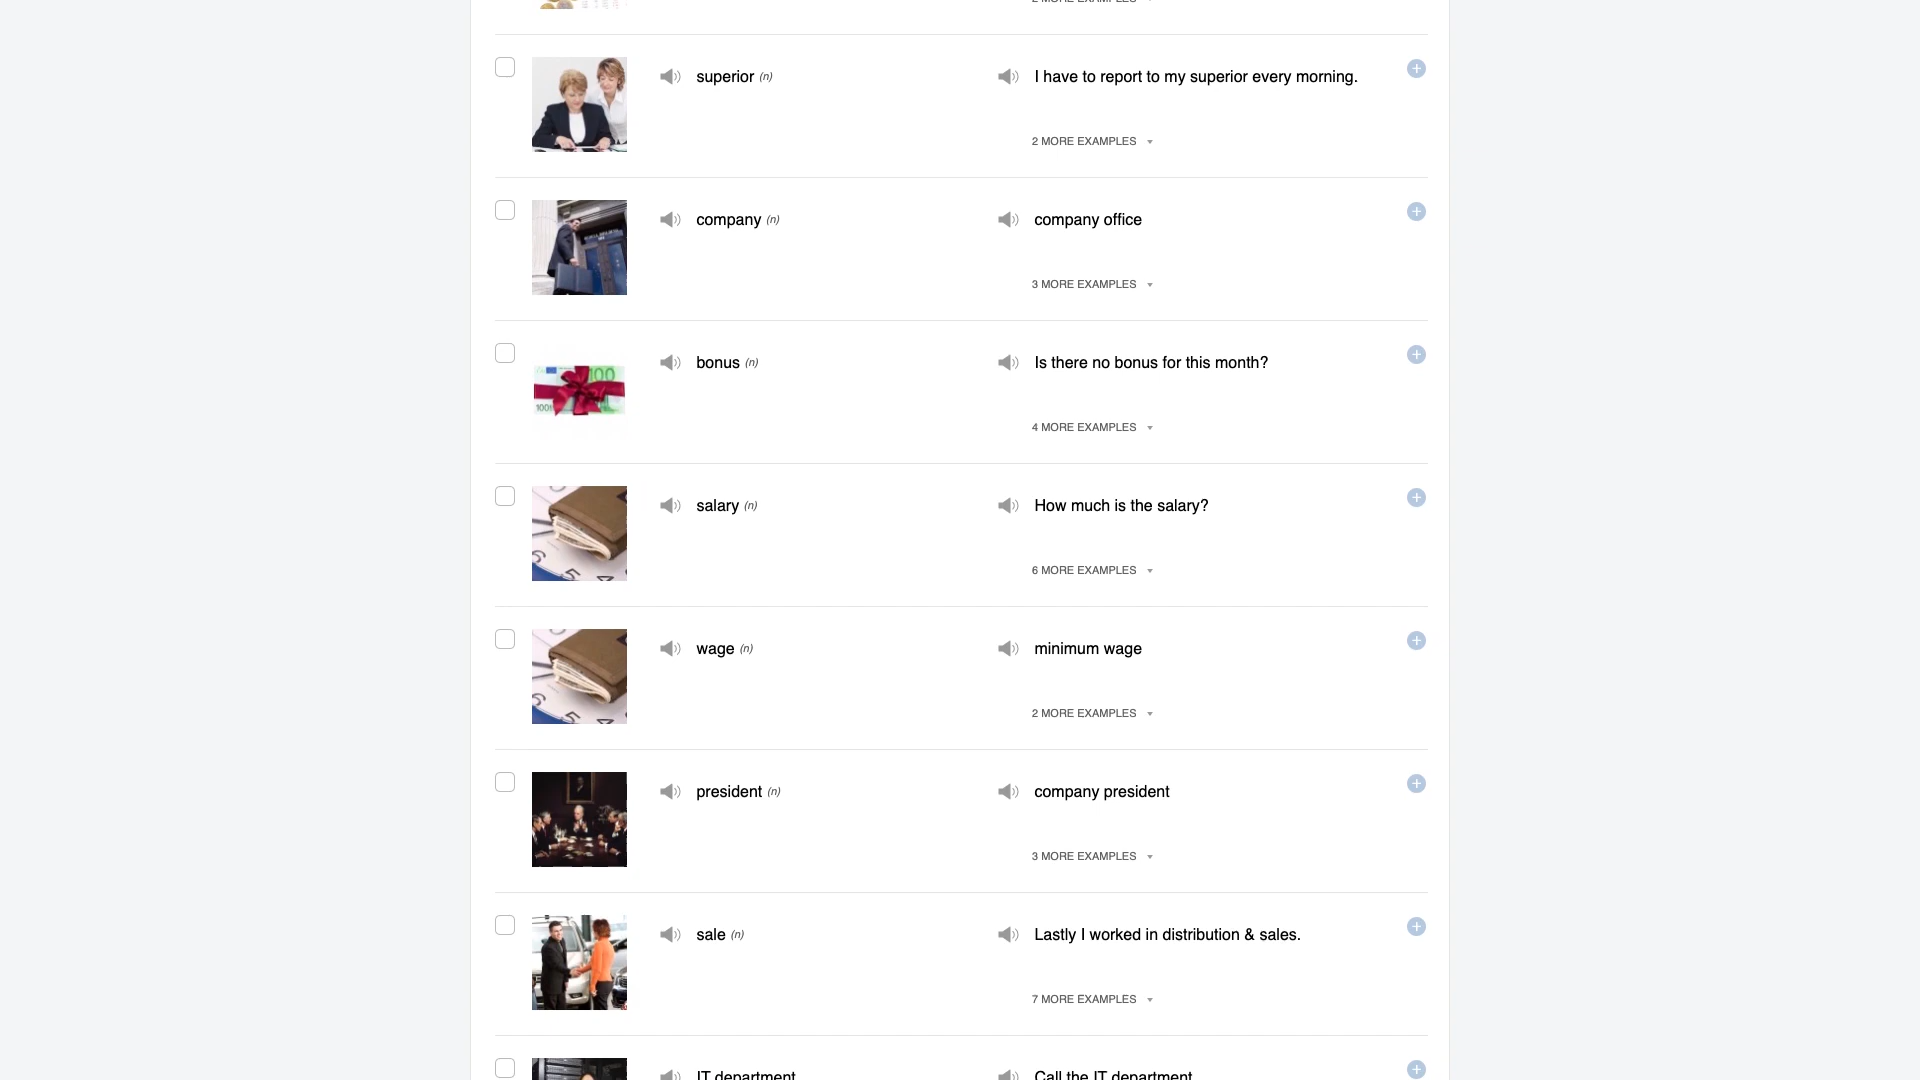 2 MORE EXAMPLES
superior (n)
I have to report to my superior every morning.
2 MORE EXAMPLES
company (n)
company office
3 MORE EXAMPLES
bonus (n)
Is there no bonus for this month?
4 MORE EXAMPLES
salary (n)
How much is the salary?
6 MORE EXAMPLES
wage (n)
minimum wage
2 MORE EXAMPLES
president (n)
company president
3 MORE EXAMPLES
sale (n)
Lastly I worked in distribution & sales.
7 MORE EXAMPLES
IT department
Call the IT department